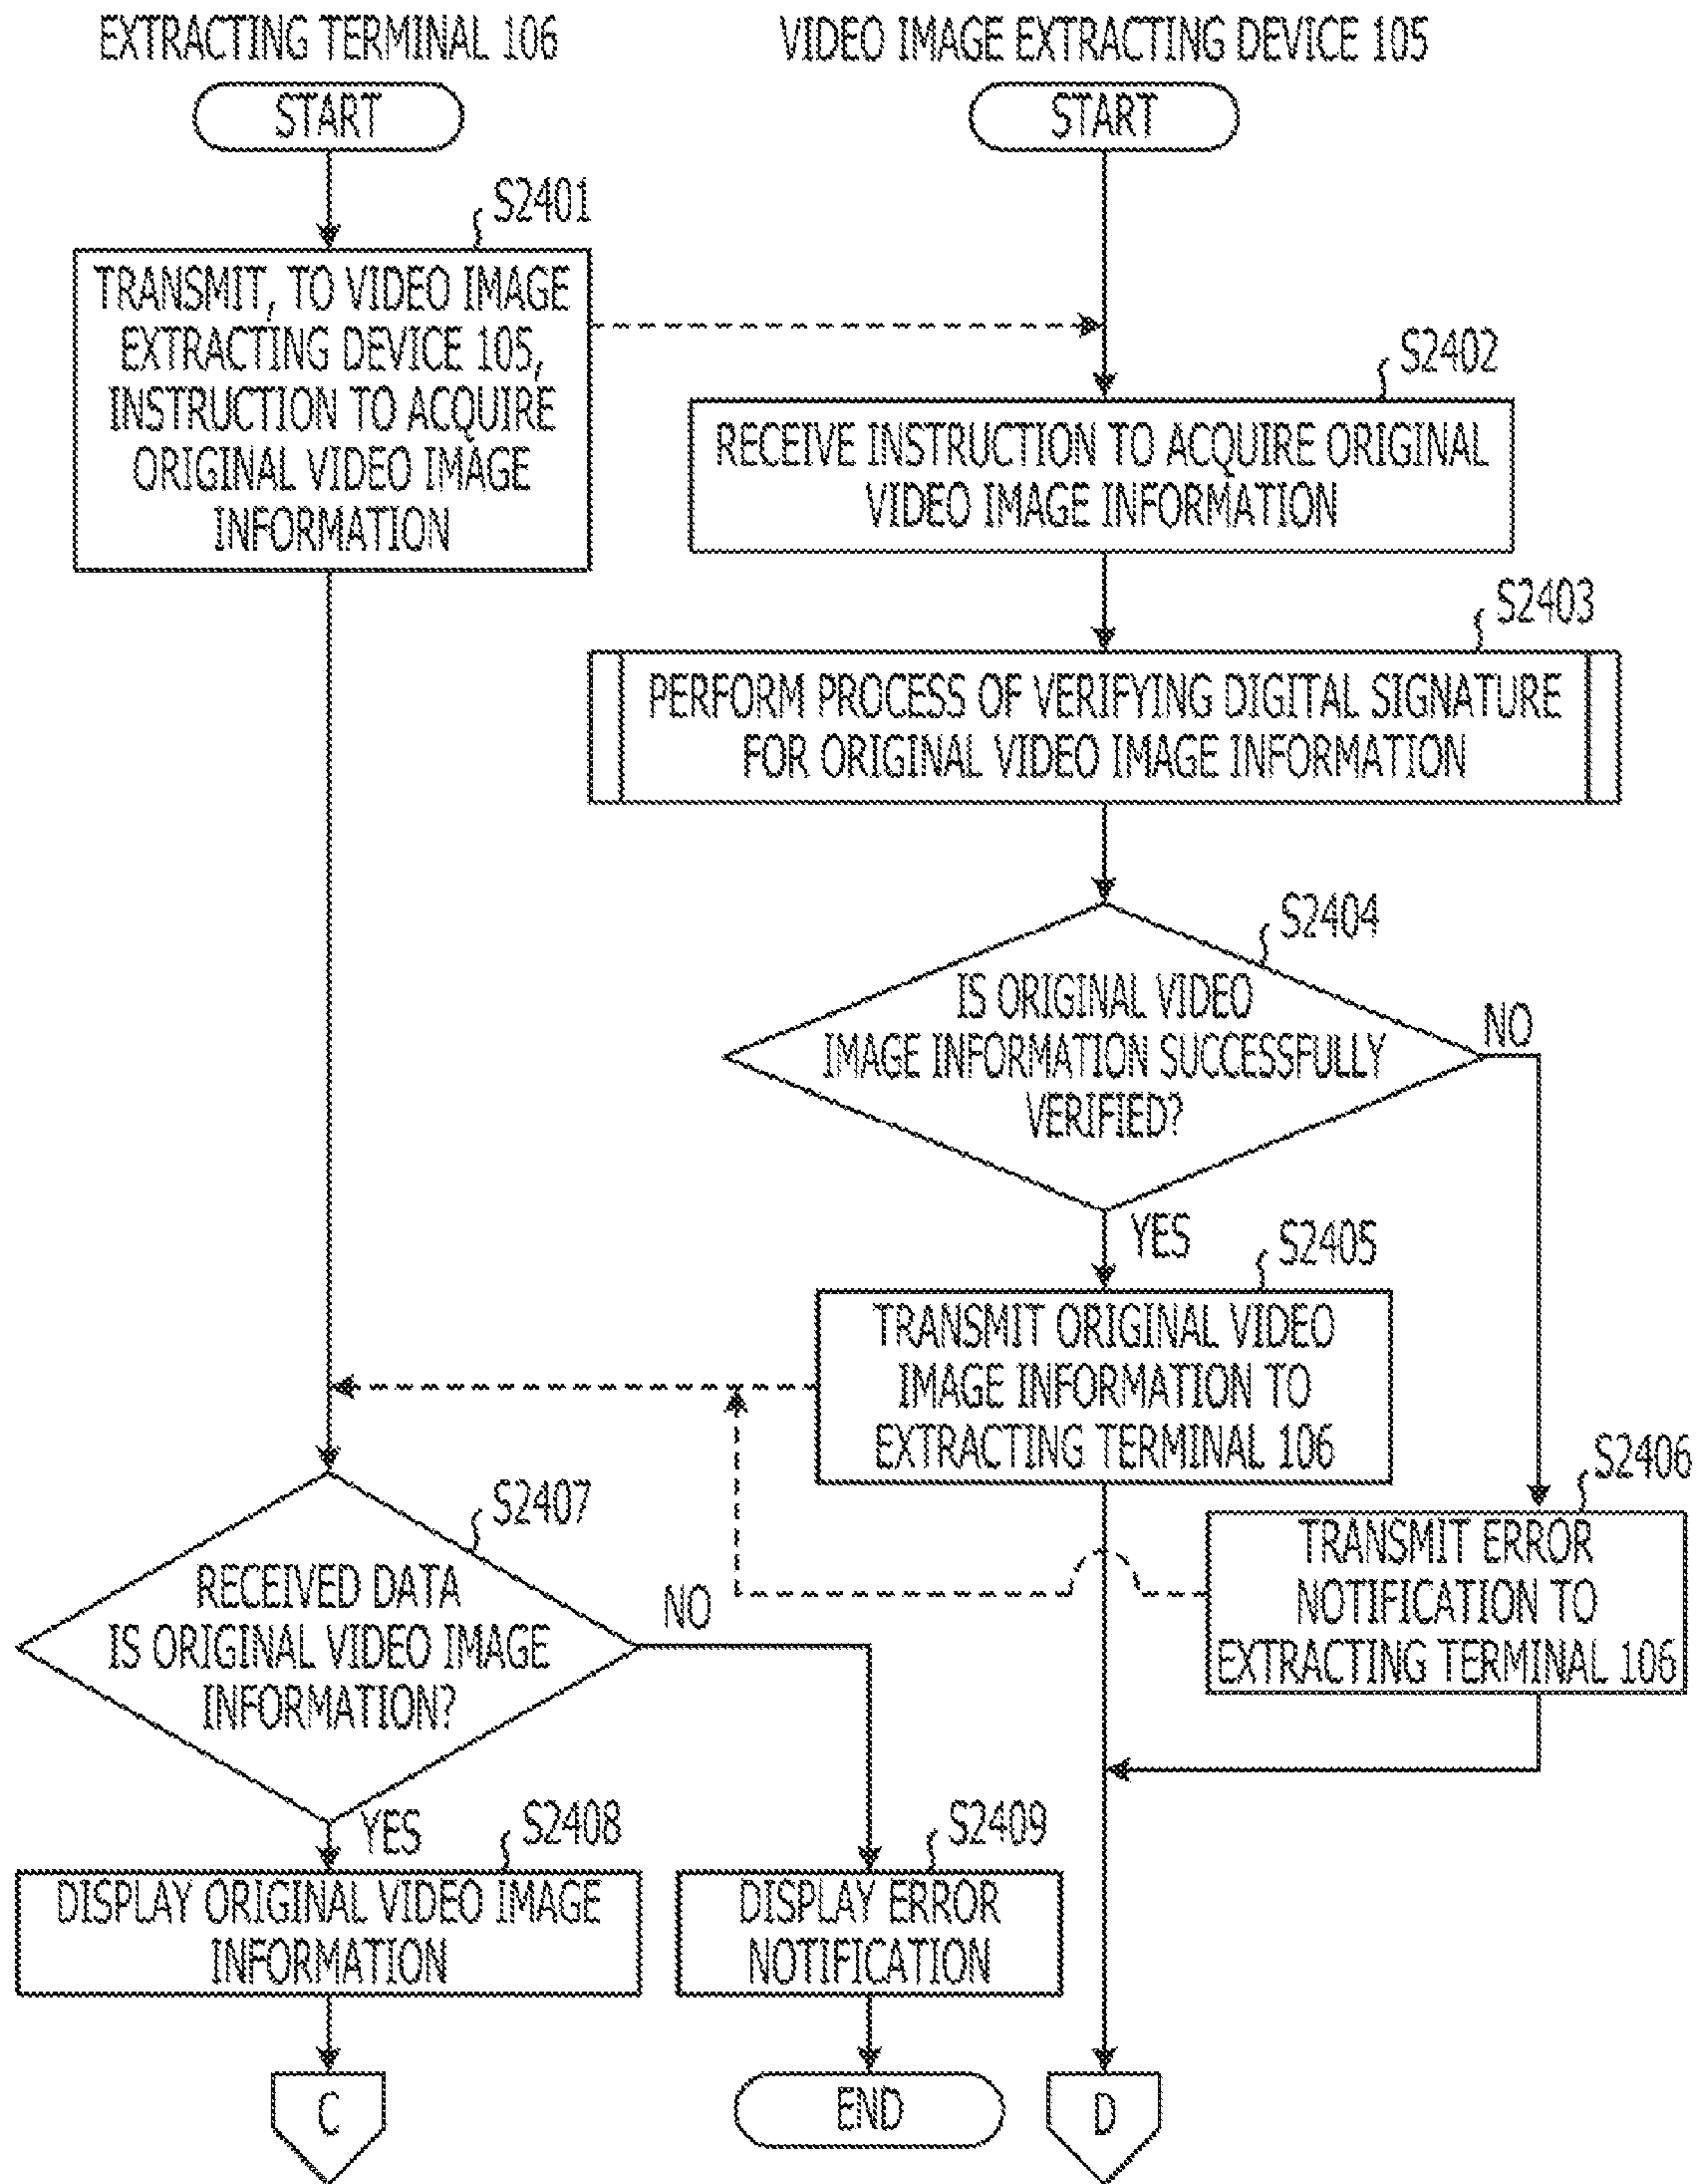 EXTRACTING TERMINAL 106
VIDEO IMAGE EXTRACTING DEVICE 105
START
START
S2401
TRANSMIT, TO VIDEO IMAGE
EXTRACTING DEVICE 105,
INSTRUCTION TO ACQUIRE
ORIGINAL VIDEO IMAGE
INFORMATION
S2402
RECEIVE INSTRUCTION TO ACQUIRE ORIGINAL
VIDEO IMAGE INFORMATION
S2403
PERFORM PROCESS OF VERIFYING DIGITAL SIGNATURE
FOR ORIGINAL VIDEO IMAGE INFORMATION
S2404
IS ORIGINAL VIDEO
IMAGE INFORMATION SUCCESSFULLY
VERIFIED?
NO
YES
S2405
TRANSMIT ORIGINAL VIDEO
IMAGE INFORMATION TO
EXTRACTING TERMINAL 106
S2406
TRANSMIT ERROR
NOTIFICATION TO
EXTRACTING TERMINAL 106
S2407
RECEIVED DATA
IS ORIGINAL VIDEO IMAGE
INFORMATION?
NO
YES
S2408
DISPLAY ORIGINAL VIDEO IMAGE
INFORMATION
S2409
DISPLAY ERROR
NOTIFICATION
C
END
D